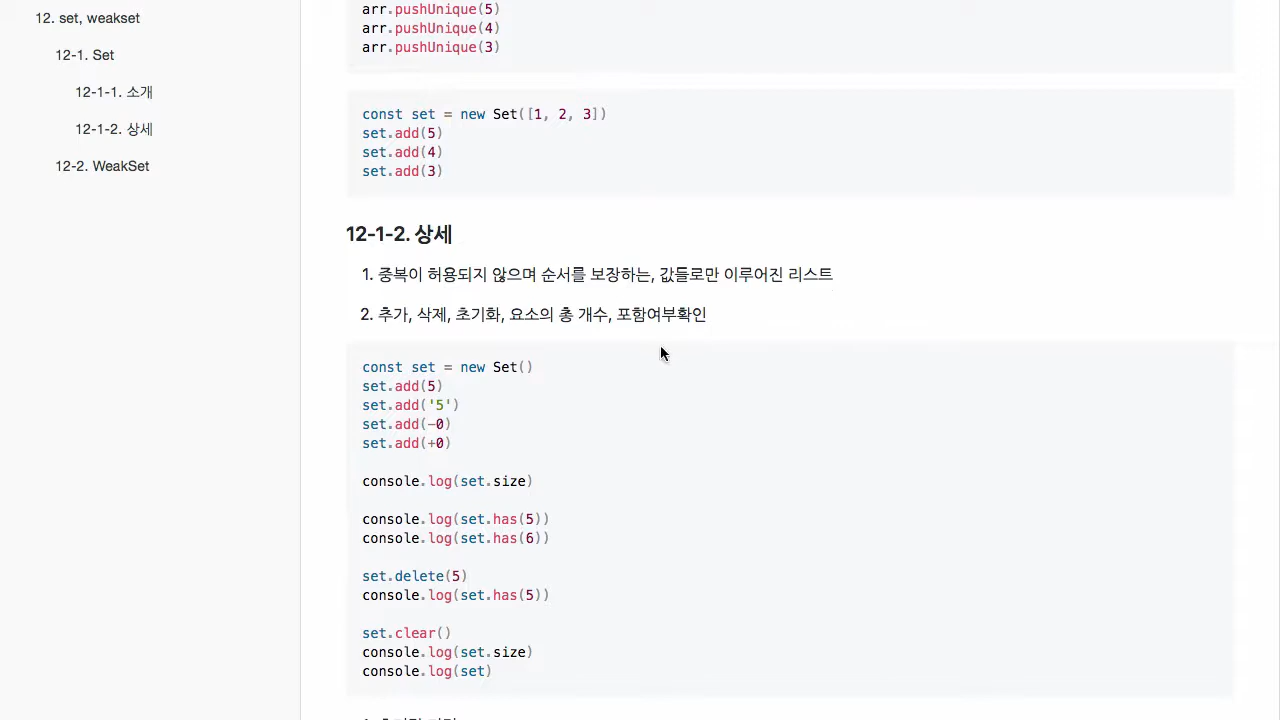 12. set, weakset
12-1. Set
12-1-1. 소개
12-1-2. 상세
12-2. WeakSet
arr.pushUnique(5)
arr.pushUnique(4)
arr.pushUnique(3)
const set = new Set([1, 2, 3])
set.add(5)
set.add(4)
set.add(3)
12-1-2. 상세
1. 중복이 허용되지 않으며 순서를 보장하는, 값들로만 이루어진 리스트
2. 추가, 삭제, 초기화, 요소의 총 개수, 포함여부확인
const set = new Set()
set.add(5)
set.add('5')
set.add(-0)
set.add(+0)
console.log(set.size)
console.log(set.has(5))
console.log(set.has(6))
set.delete(5)
console.log(set.has(5))
set.clear()
console.log(set.size)
console.log(set)